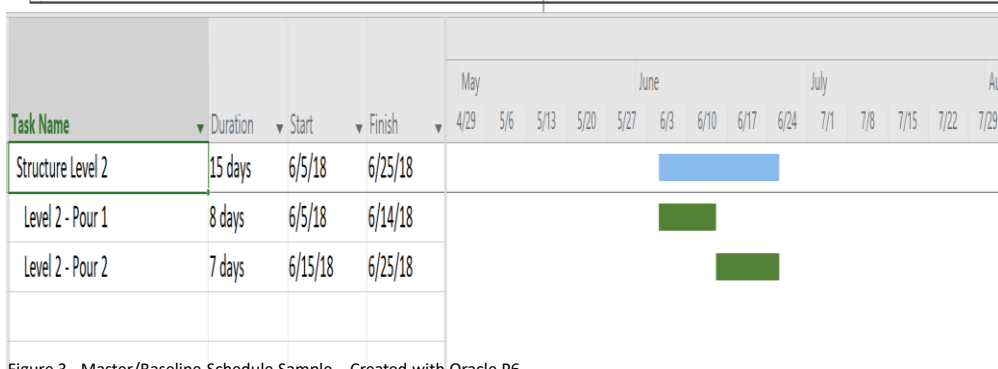 May June July Au
Task Name Duration Start Finish 4/29 5/6 5/13 5/20 5/27 6/3 6/10 6/17 6/24 7/1 7/8 7/15 7/22 7/29
Structure Level 2 15 days 6/5/18 6/25/18
Level 2 - Pour 1 8 days 6/5/18 6/14/18
Level 2 - Pour 2 7 days 6/15/18 6/25/18
Figure 3 - Master/Baseline Schedule Sample - Created with Oracle P6